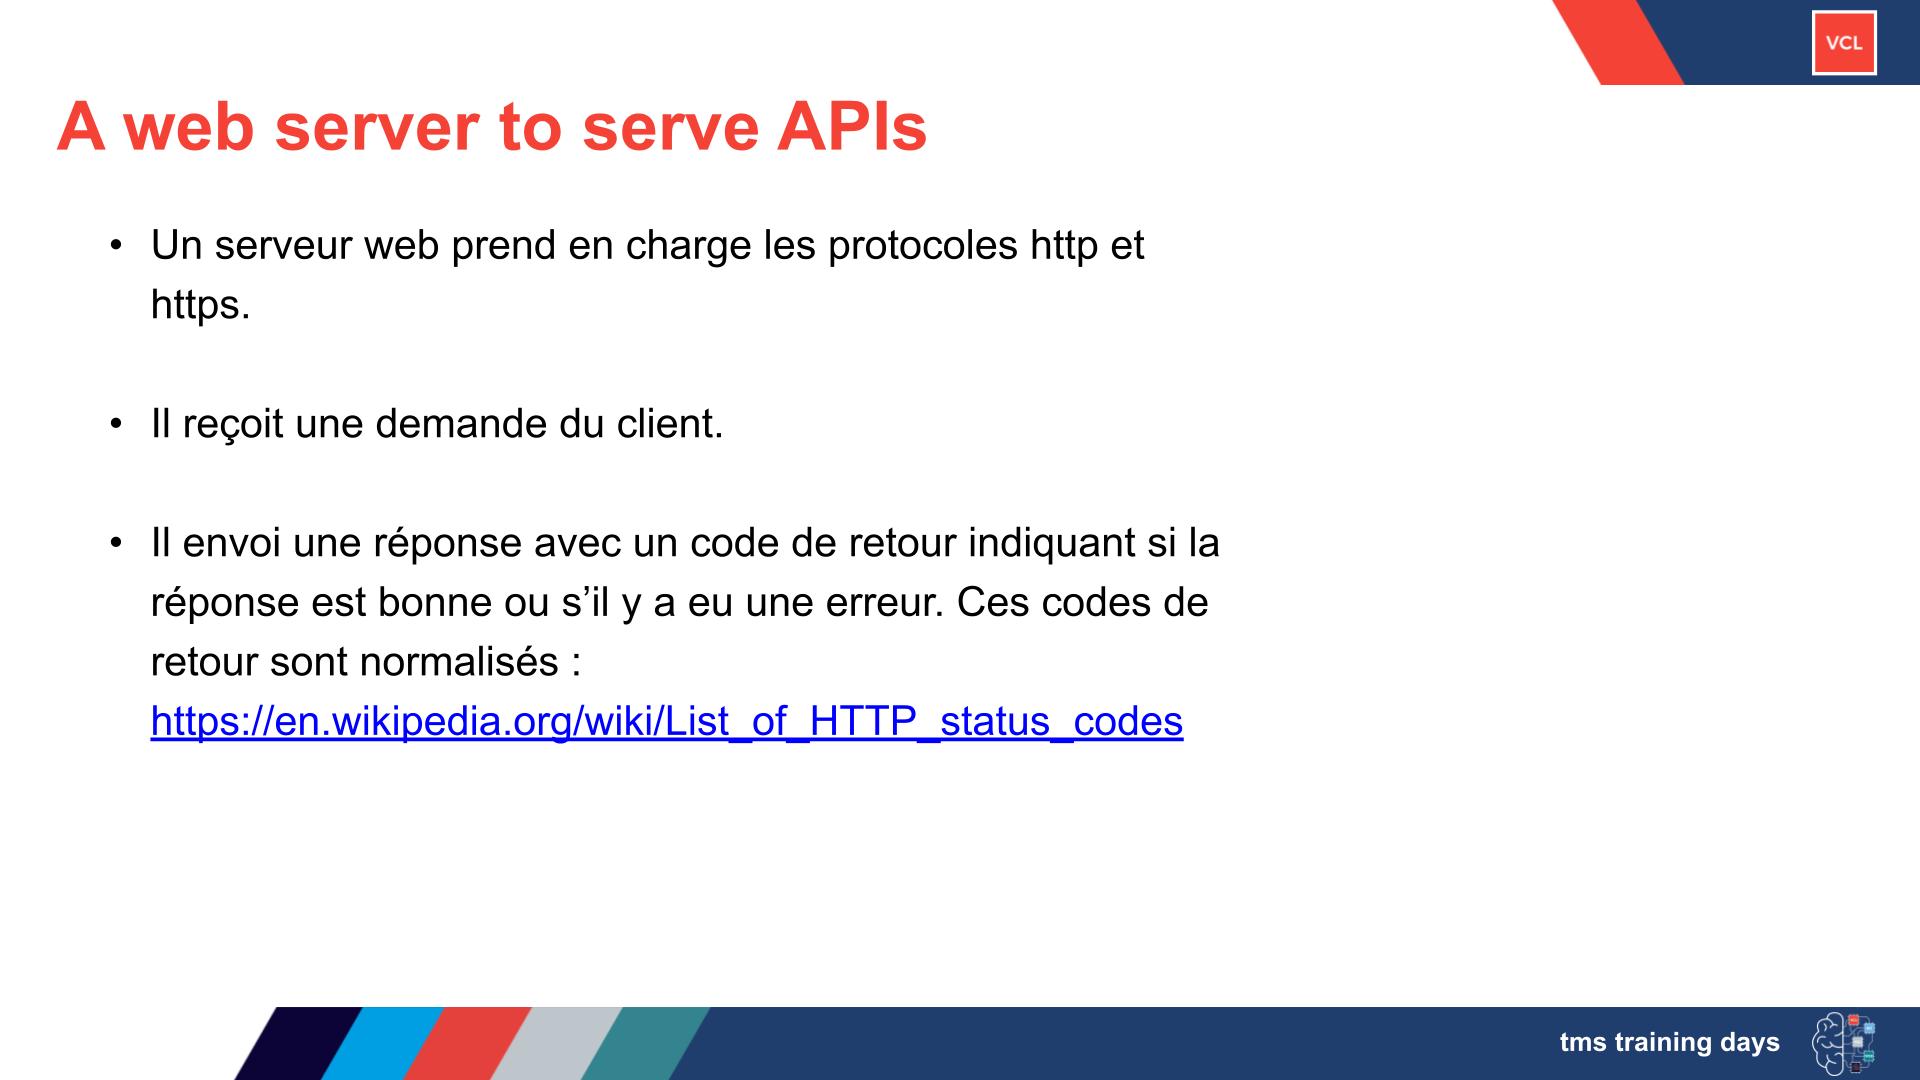 VCL
A web server to serve APIs
• Un serveur web prend en charge les protocoles http et
https.
• Il reçoit une demande du client.
• Il envoi une réponse avec un code de retour indiquant si la
réponse est bonne ou s’il y a eu une erreur. Ces codes de
retour sont normalisés :
https://en.wikipedia.org/wiki/List_of_HTTP_status_codes
tms training days